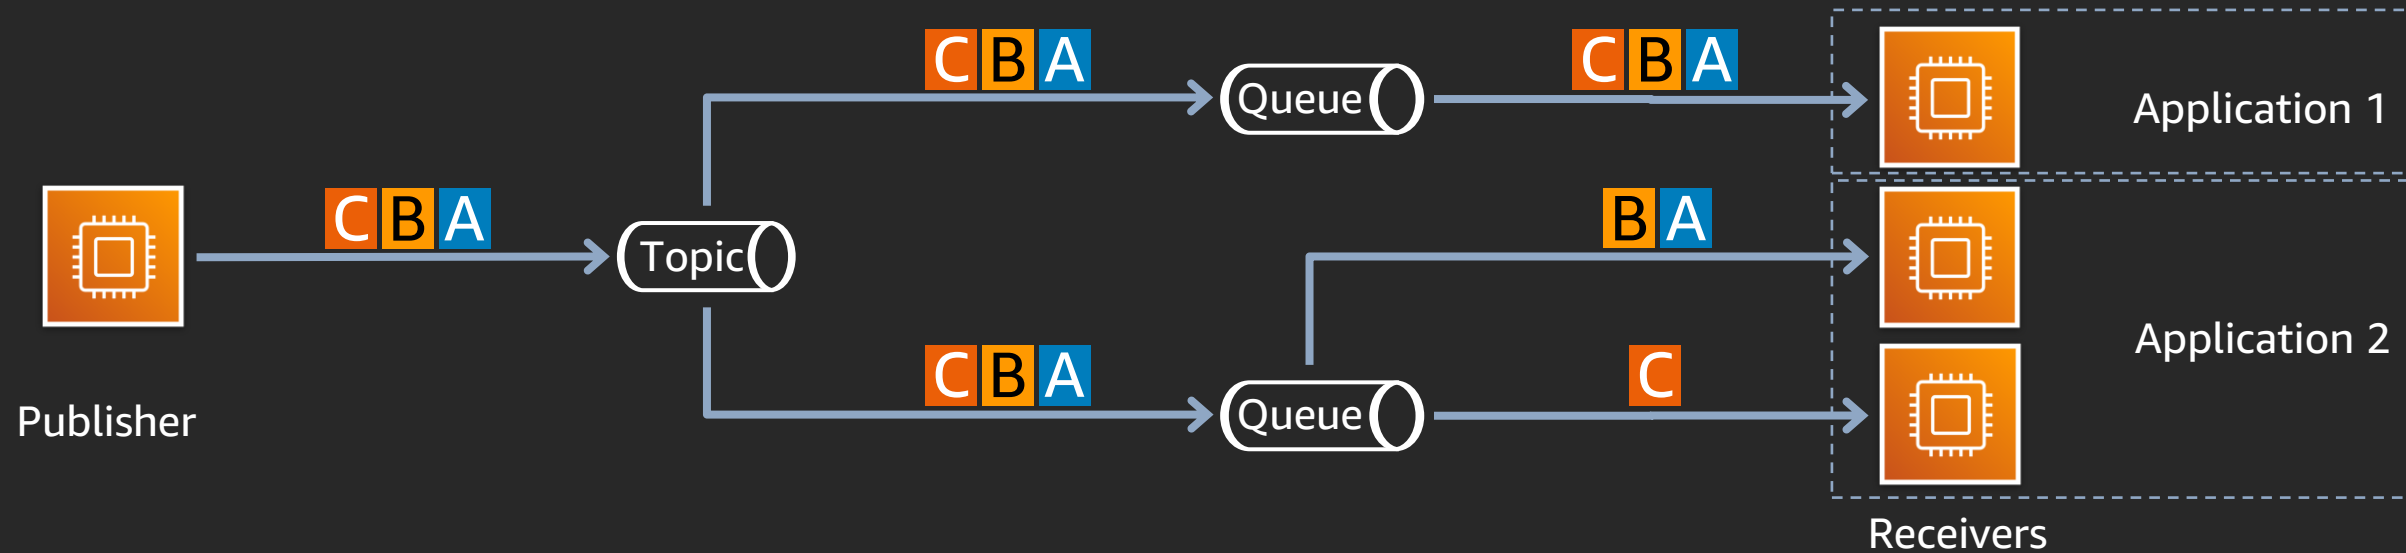 C B A
Queue
C B A
Application 1
C B A
Topic
B A
Application 2
C B A
Queue
C
Publisher
Receivers